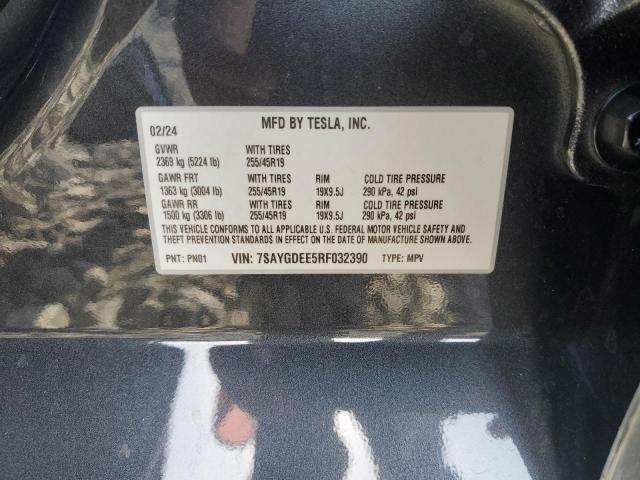 02/24 MFD BY TESLA, INC.
GVWR WITH TIRES
2369 kg (5224 lb) 255/45R19
GAWR FRT WITH TIRES RIM COLD TIRE PRESSURE
1363 kg (3004 lb) 255/45R19 19X9.5J 290 kPa, 42 psi
GAWR RR WITH TIRES RIM COLD TIRE PRESSURE
1500 kg (3306 lb) 255/45R19 19X9.5J 290 kPa, 42 psi
THIS VEHICLE CONFORMS TO ALL APPLICABLE U.S. FEDERAL MOTOR VEHICLE SAFETY AND
THEFT PREVENTION STANDARDS IN EFFECT ON THE DATE OF MANUFACTURE SHOWN ABOVE.
PNT: PN01 VIN: 7SAYGDEE5RF032390 TYPE: MPV